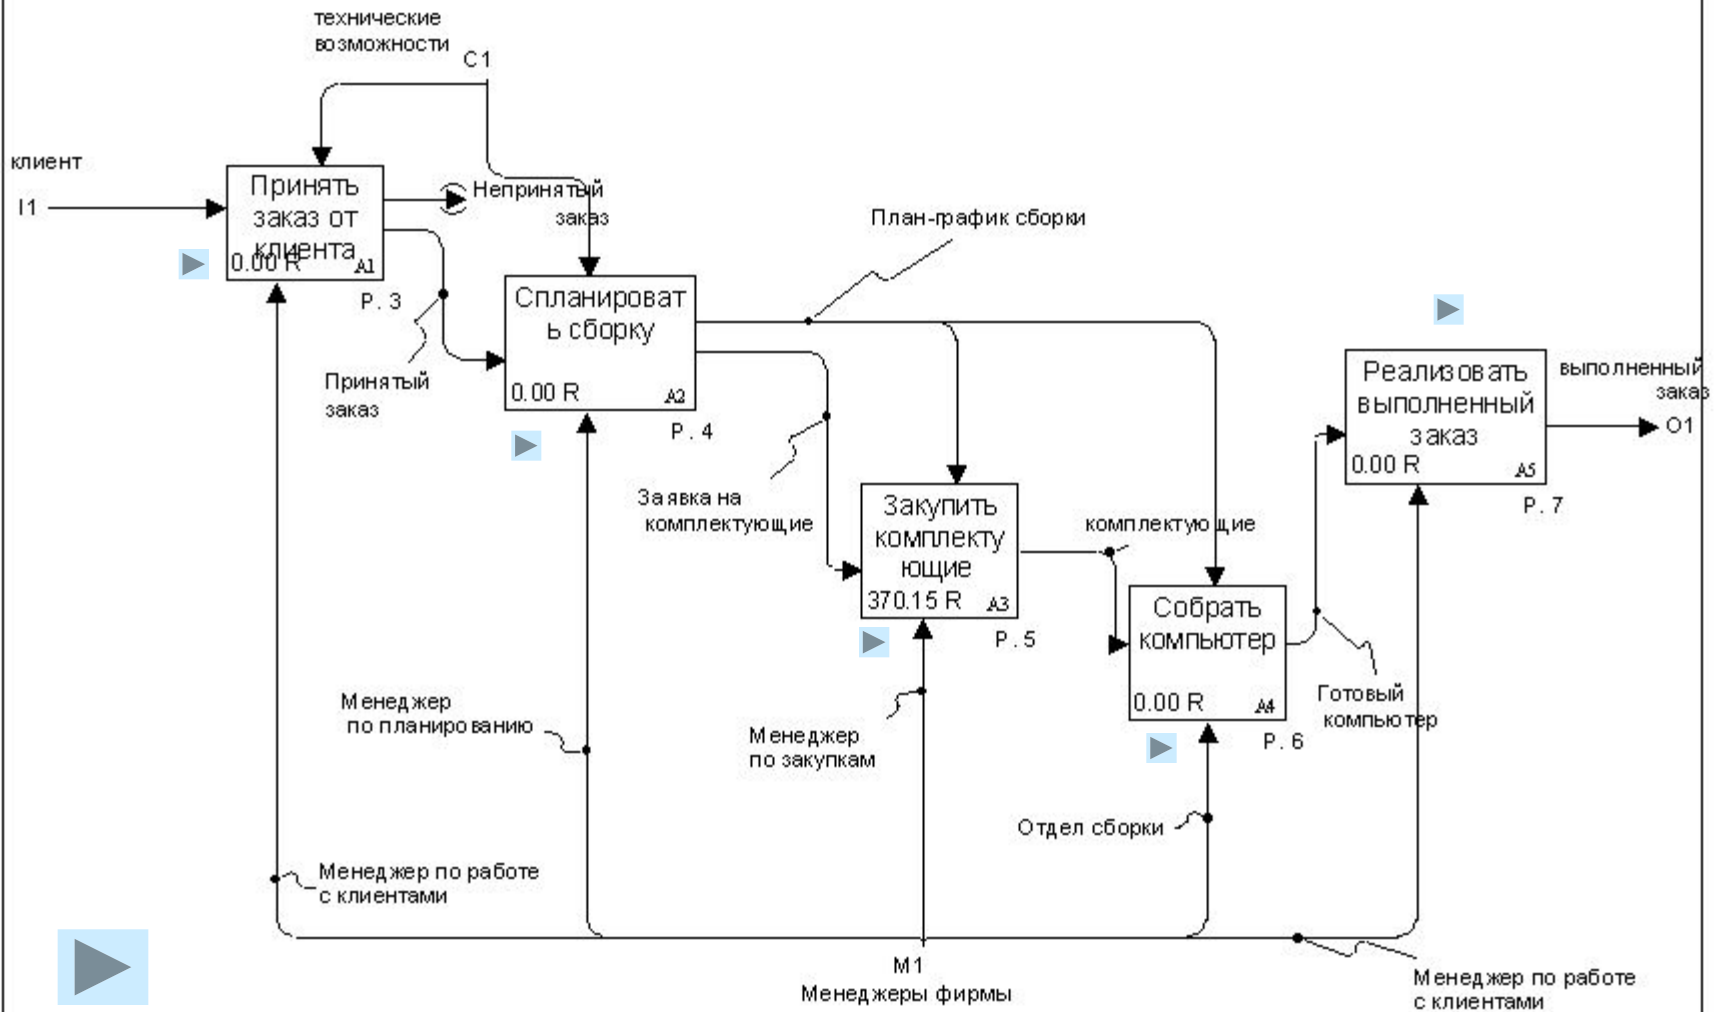 технические
возможности
C1
клиент
I1
Принять
заказ от
клиента
0.00 R
A1
P. 3
Непринятый
заказ
План-график сборки
Спланироват
ь сборку
0.00 R
A2
P. 4
Принятый
заказ
Реализовать
выполненный
заказ
0.00 R
A5
P. 7
выполненный
заказ
O1
Заявка на
комплектующие
Закупить
комплекту
ющие
370.15 R
A3
P. 5
комплектующие
Собрать
компьютер
0.00 R
A4
P. 6
Готовый
компьютер
Менеджер
по планированию
Менеджер
по закупкам
Отдел сборки
Менеджер по работе
с клиентами
M1
Менеджеры фирмы
Менеджер по работе
с клиентами